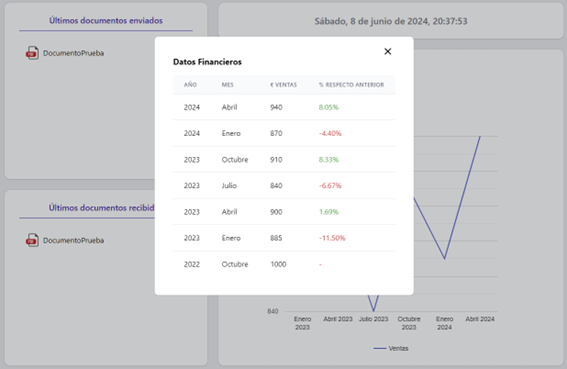 Últimos documentos enviados
DocumentoPrueba
Sábado, 8 de junio de 2024, 20:37:53
Datos Financieros
AÑO MES € VENTAS % RESPECTO ANTERIOR
2024 Abril 940 8.05%
2024 Enero 870 -4.40%
2023 Octubre 910 8.33%
2023 Julio 840 -6.67%
2023 Abril 900 1.69%
2023 Enero 885 -11.50%
2022 Octubre 1000 -
Últimos documentos recibid
DocumentoPrueba
840
Enero 2023 Abril 2023 Julio 2023 Octubre 2023 Enero 2024 Abril 2024
Ventas